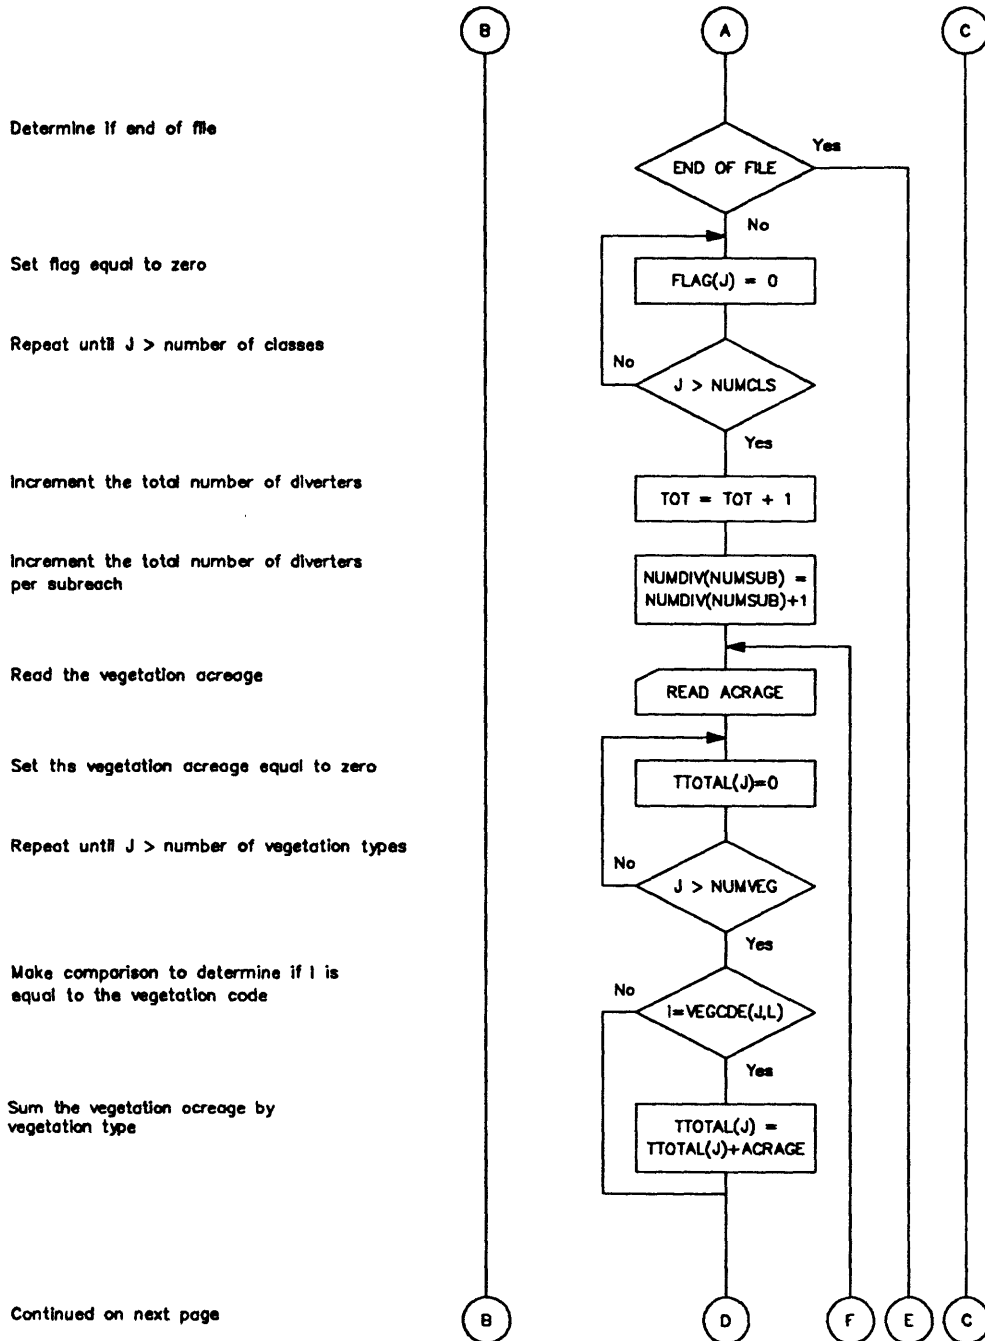 B
A
C
Determine if end of file
END OF FILE
Yes
No
Set flag equal to zero
FLAG(J) = 0
Repeat until J > number of classes
No
J > NUMCLS
Yes
Increment the total number of diverters
TOT = TOT + 1
Increment the total number of diverters
per subreach
NUMDIV(NUMSUB) =
NUMDIV(NUMSUB)+1
Read the vegetation acreage
READ ACRAGE
Set ths vegetation acreage equal to zero
TTOTAL(J)=0
Repeat until J > number of vegetation types
No
J > NUMVEG
Yes
Make comparison to determine if I is
equal to the vegetation code
No
I=VEGCDE(J,L)
Yes
Sum the vegetation acreage by
vegetation type
TTOTAL(J) =
TTOTAL(J)+ACRAGE
Continued on next page
B
D
F
E
C